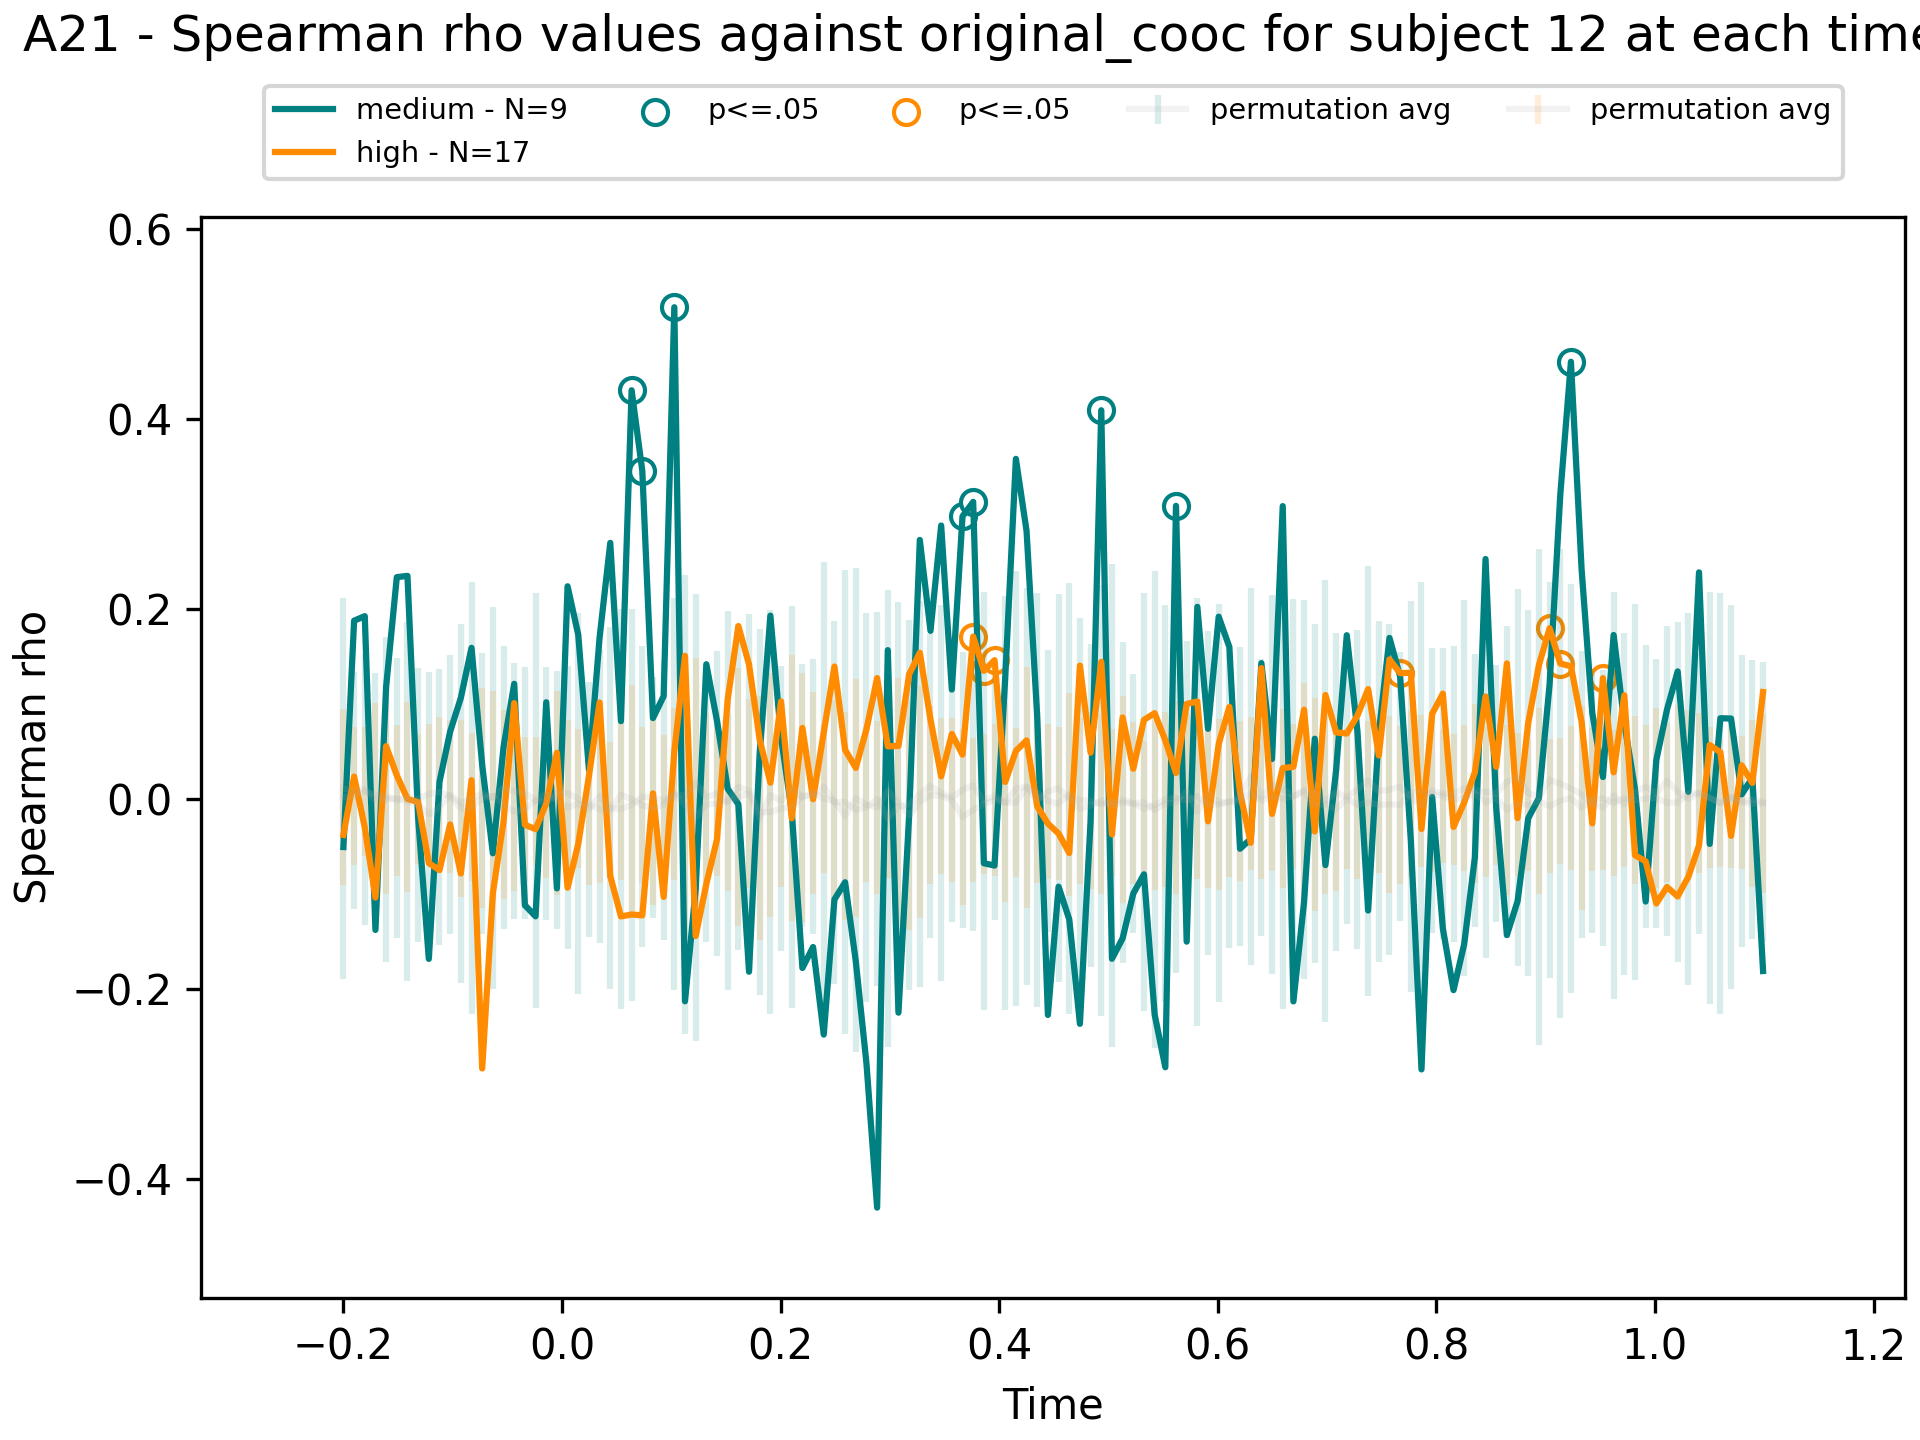 A21 - Spearman rho values against original_cooc for subject 12 at each time
medium - N=9
high - N=17
p<=.05
p<=.05
permutation avg
permutation avg
Spearman rho
0.6
0.4
0.2
0.0
−0.2
−0.4
−0.2 0.0 0.2 0.4 0.6 0.8 1.0 1.2
Time